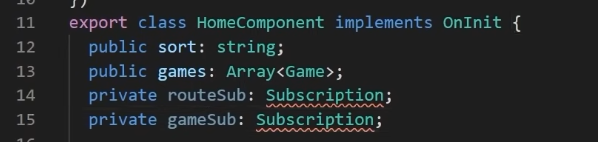 })
11 export class HomeComponent implements OnInit {
12 public sort: string;
13 public games: Array<Game>;
14 private routeSub: Subscription;
15 private gameSub: Subscription;